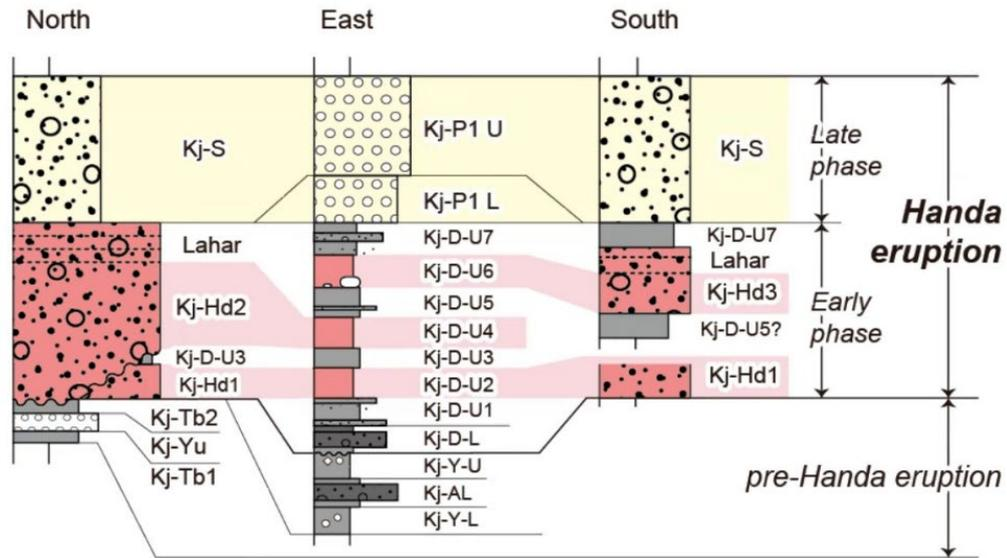 North
East
South
Kj-S
Kj-P1 U
Kj-P1 L
Kj-S
Late
phase
Handa
eruption
Lahar
Kj-Hd2
Kj-D-U3
Kj-Hd1
Kj-Tb2
Kj-Yu
Kj-Tb1
Kj-D-U7
Kj-D-U6
Kj-D-U5
Kj-D-U4
Kj-D-U3
Kj-D-U2
Kj-D-U1
Kj-D-L
Kj-Y-U
Kj-AL
Kj-Y-L
Kj-D-U7
Lahar
Kj-Hd3
Kj-D-U5?
Kj-Hd1
Early
phase
pre-Handa eruption